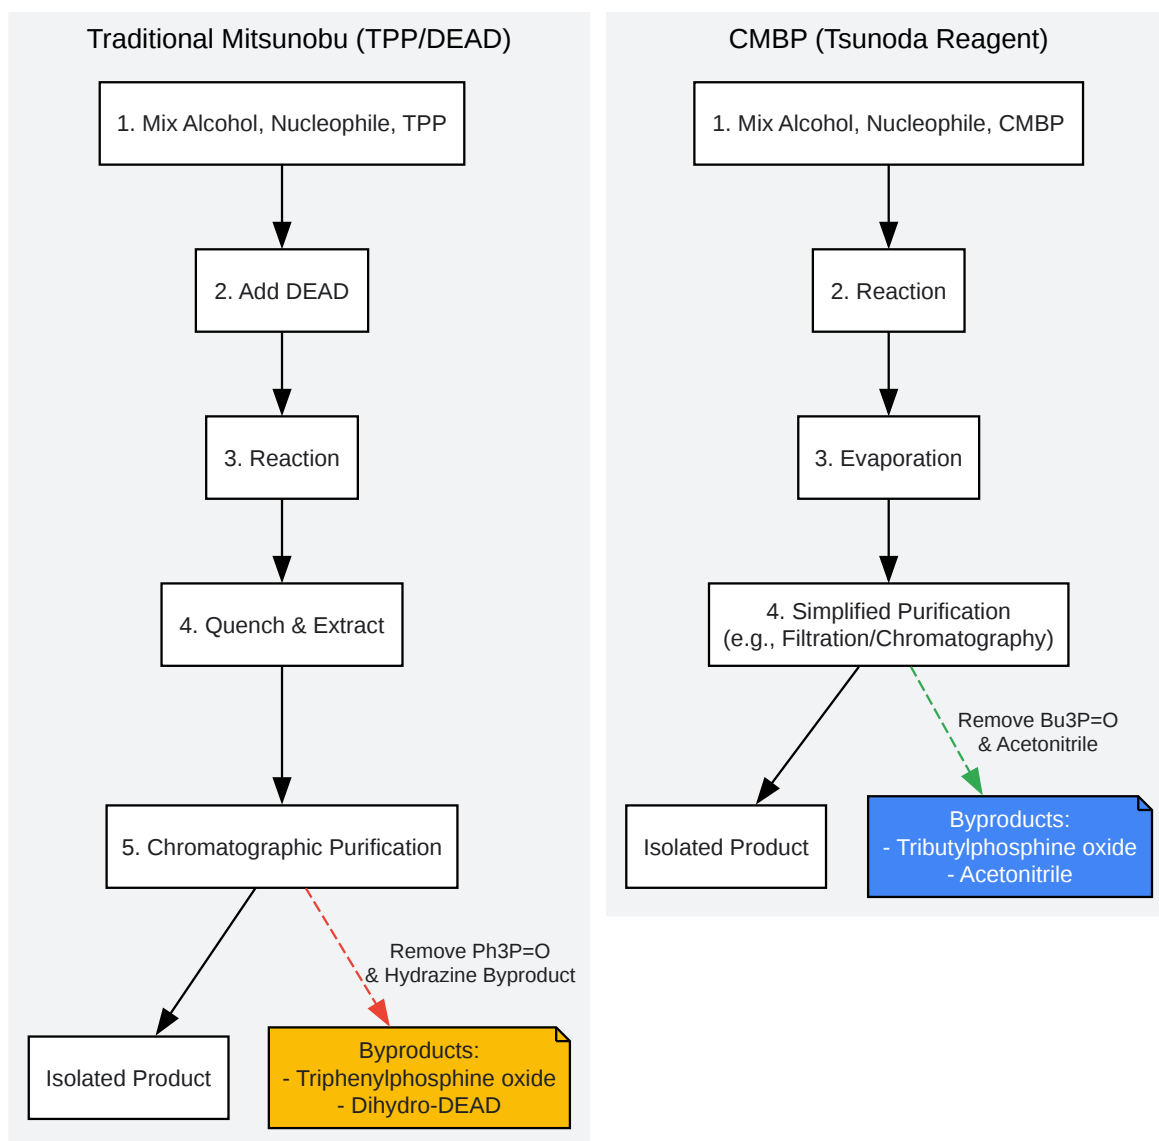 Traditional Mitsunobu (TPP/DEAD)
1. Mix Alcohol, Nucleophile, TPP
2. Add DEAD
3. Reaction
4. Quench & Extract
5. Chromatographic Purification
Remove Ph3P=O
& Hydrazine Byproduct
Isolated Product
Byproducts:
- Triphenylphosphine oxide
- Dihydro-DEAD
CMBP (Tsunoda Reagent)
1. Mix Alcohol, Nucleophile, CMBP
2. Reaction
3. Evaporation
4. Simplified Purification
(e.g., Filtration/Chromatography)
Remove Bu3P=O
& Acetonitrile
Isolated Product
Byproducts:
- Tributylphosphine oxide
- Acetonitrile